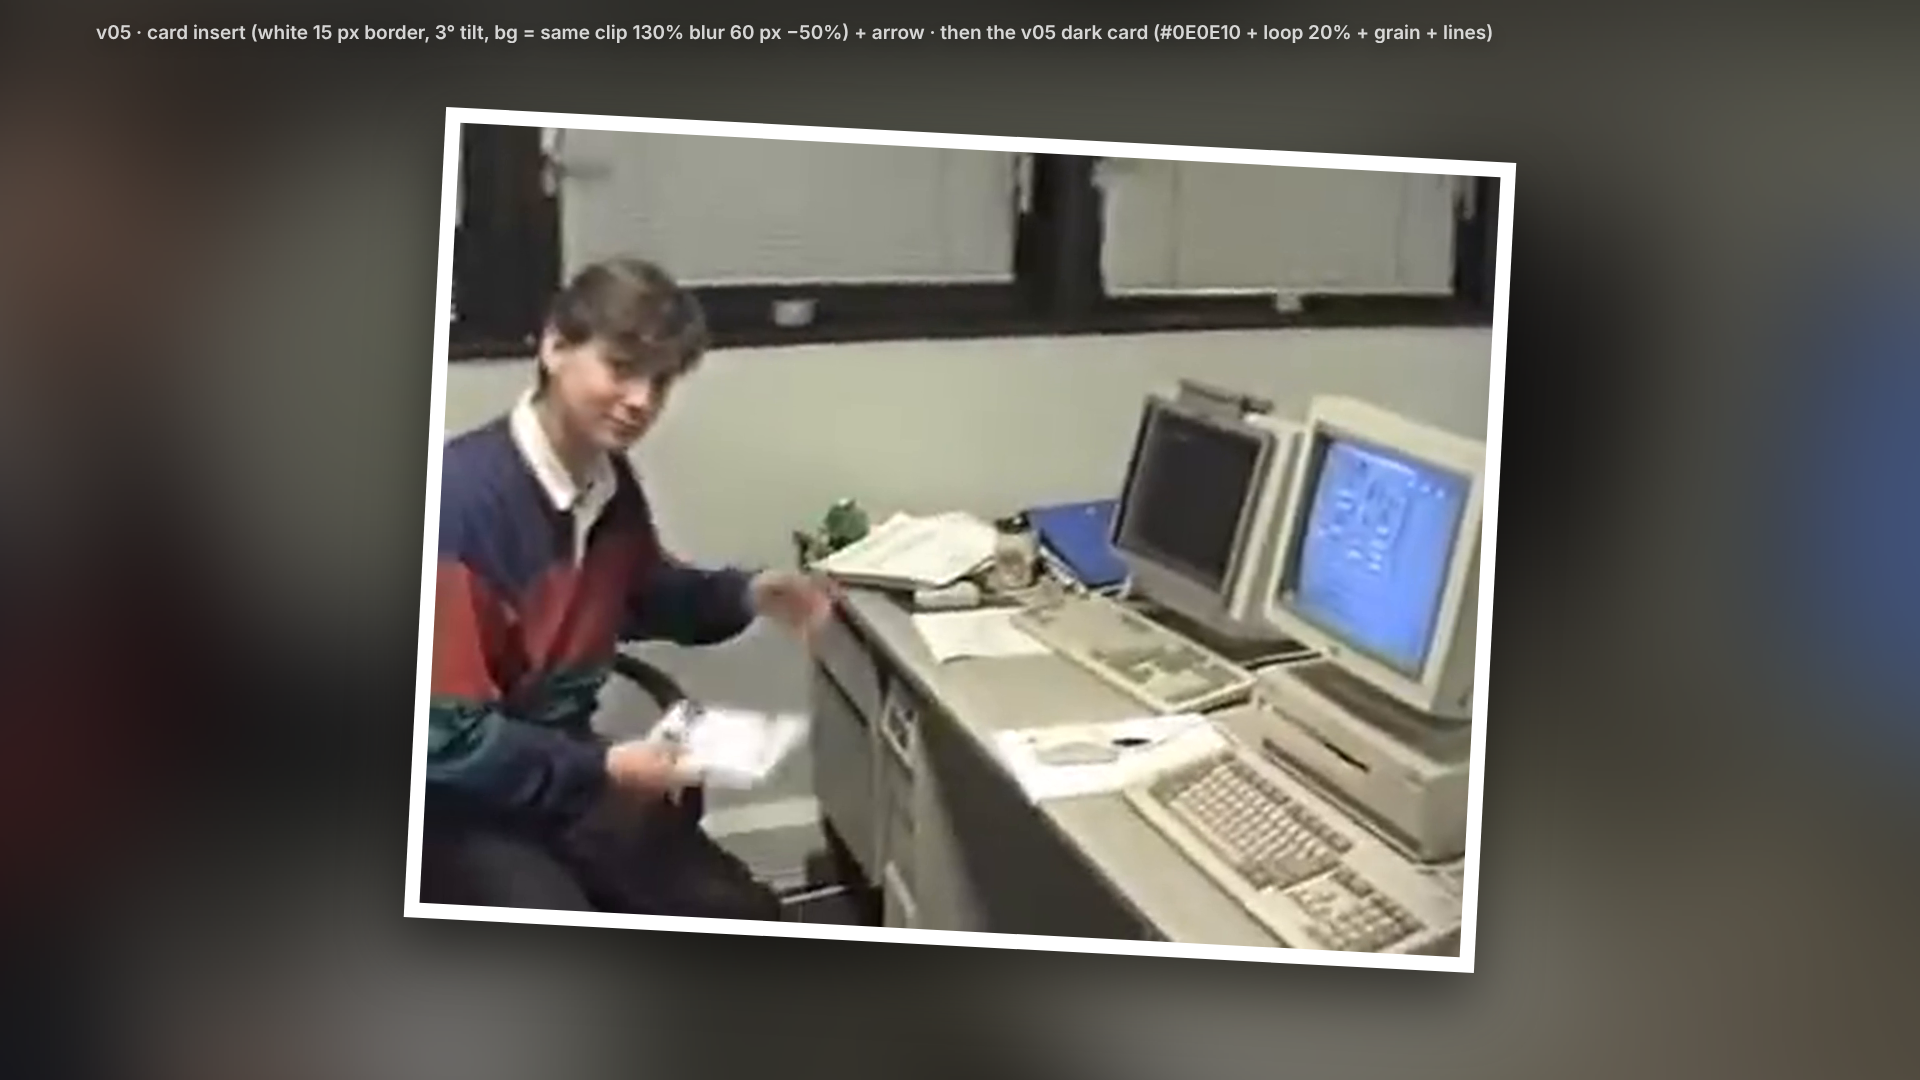 v05 · card insert (white 15 px border, 3° tilt, bg = same clip 130% blur 60 px −50%) + arrow · then the v05 dark card (#0E0E10 + loop 20% + grain + lines)